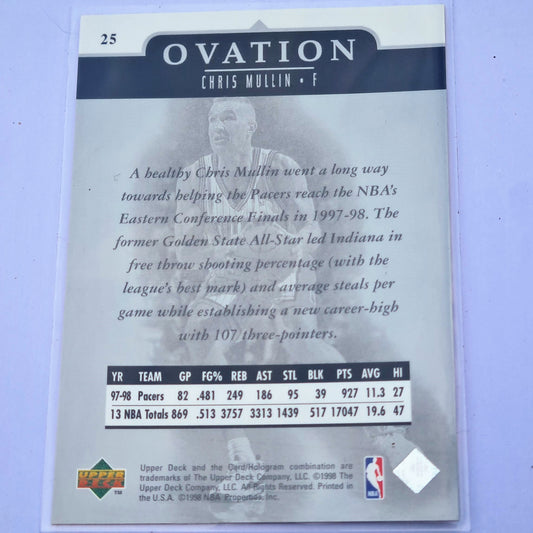 25
OVATION
CHRIS MULLIN • F
A healthy Chris Mullin went a long way
towards helping the Pacers reach the NBA's
Eastern Conference Finals in 1997-98. The
former Golden State All-Star led Indiana in
free throw shooting percentage (with the
league's best mark) and average steals per
game while establishing a new career-high
with 107 three-pointers.
YR TEAM GP FG% REB AST STL BLK PTS AVG HI
97-98 Pacers 82 .481 249 186 95 39 927 11.3 27
13 NBA Totals 869 .513 3757 3313 1439 517 17047 19.6 47
Upper Deck and the Card/Hologram combination are
trademarks of The Upper Deck Company, LLC. ©1998 The
Upper Deck Company, LLC. All Rights Reserved. Printed in
the U.S.A. ©1998 NBA Properties, Inc.
UPPER
DECK
TM
NBA